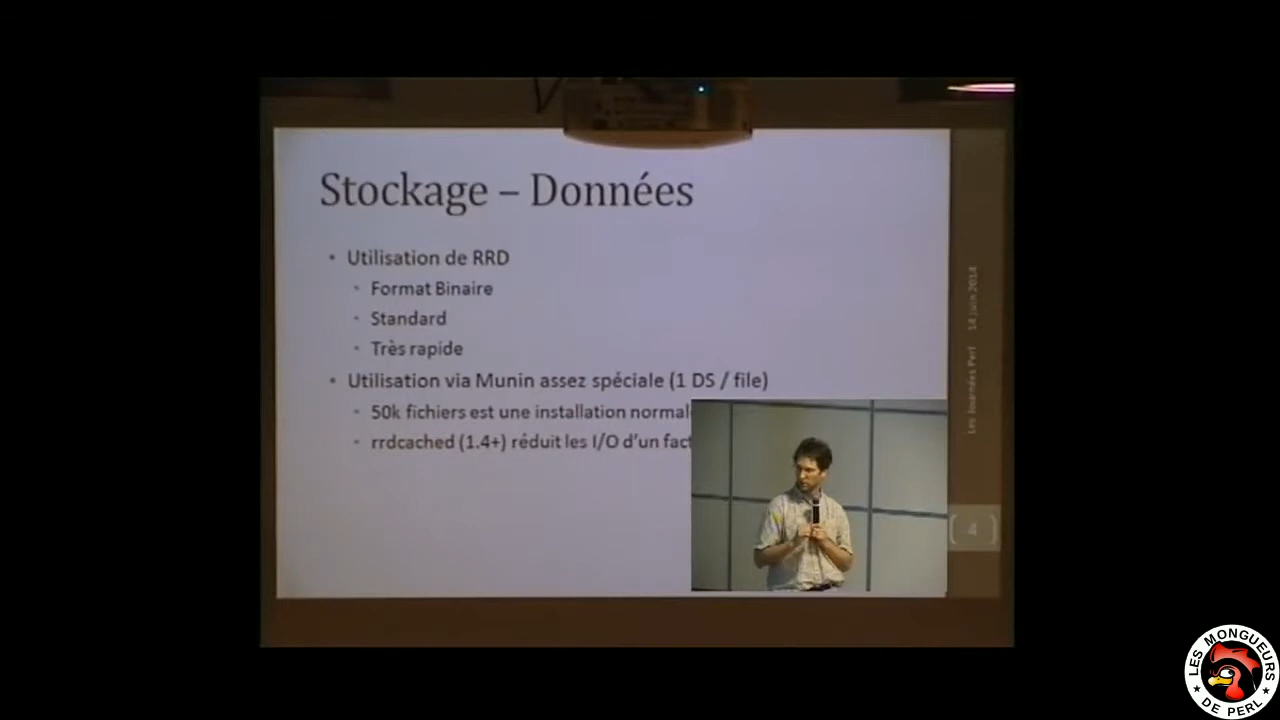 Stockage – Données
• Utilisation de RRD
• Format Binaire
• Standard
• Très rapide
• Utilisation via Munin assez spéciale (1 DS / file)
• 50k fichiers est une installation
• rrdcached (1.4+) réduit les I/O d'un
Les Journées Perl 14 juin 2014
4
LES MONGUEURS
DE PERL